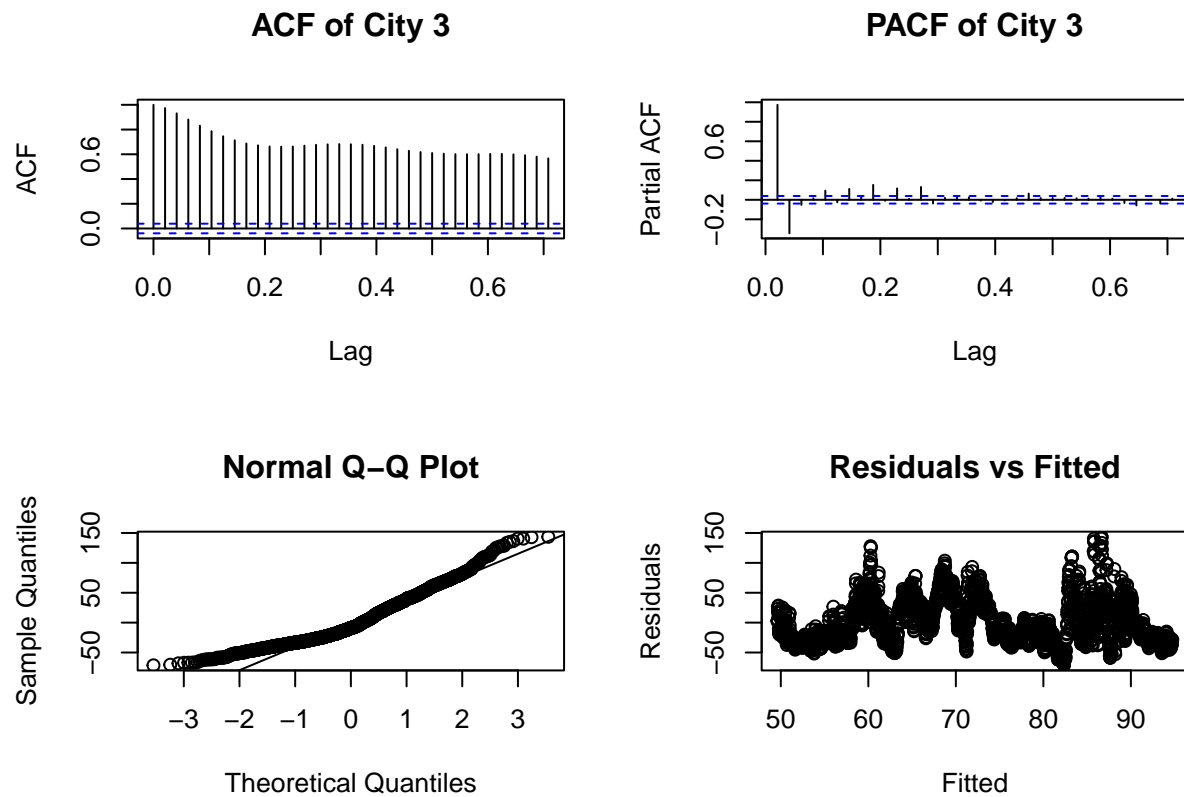 ACF of City 3
ACF
0.0 0.6
0.0 0.2 0.4 0.6
Lag
PACF of City 3
Partial ACF
−0.2 0.6
0.0 0.2 0.4 0.6
Lag
Normal Q−Q Plot
Sample Quantiles
−50 50 150
−3 −2 −1 0 1 2 3
Theoretical Quantiles
Residuals vs Fitted
Residuals
−50 50 150
50 60 70 80 90
Fitted